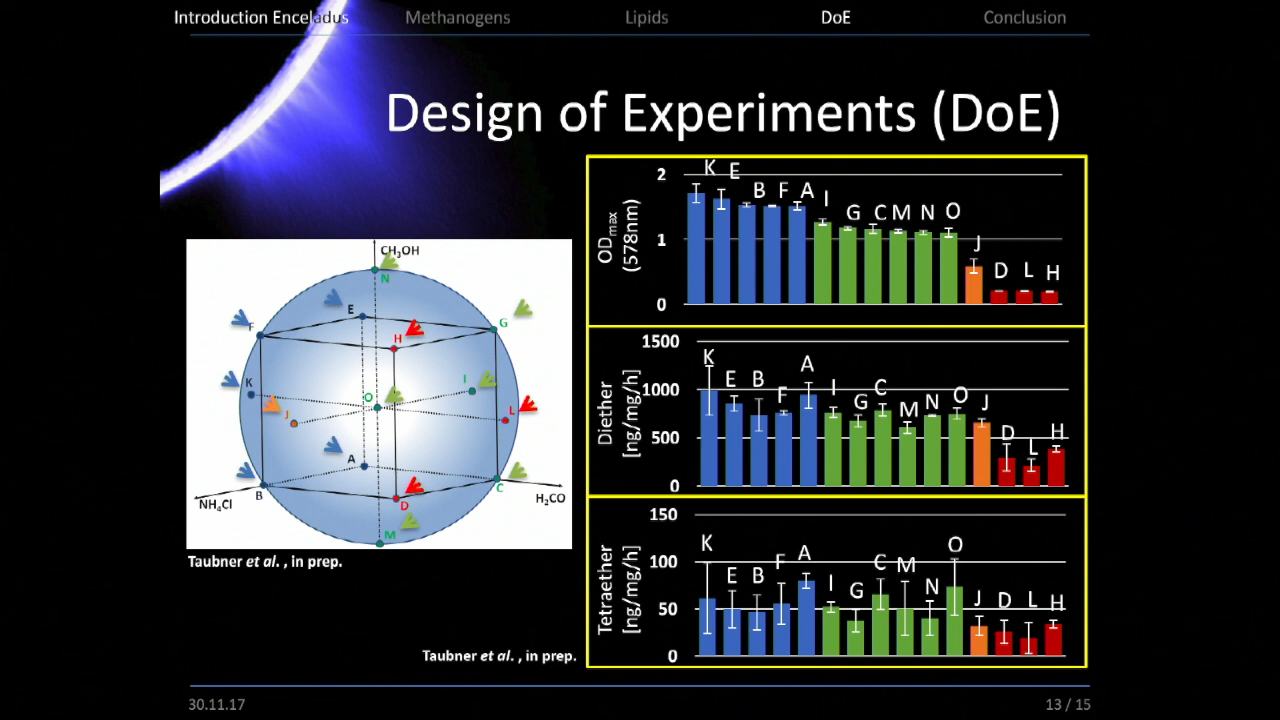 Introduction Enceladus Methanogens Lipids DoE Conclusion
Design of Experiments (DoE)
CH3OH
N
E
F
G
H
K
I
O
J
L
A
B
C
D
NH4Cl
H2CO
M
Taubner et al. , in prep.
ODmax
(578nm)
2
1
0
K E B F A I G C M N O J D L H
Diether
[ng/mg/h]
1500
1000
500
0
K E B F A I G C M N O J D L H
Tetraether
[ng/mg/h]
150
100
50
0
K E B F A I G C M N O J D L H
Taubner et al. , in prep.
30.11.17
13 / 15